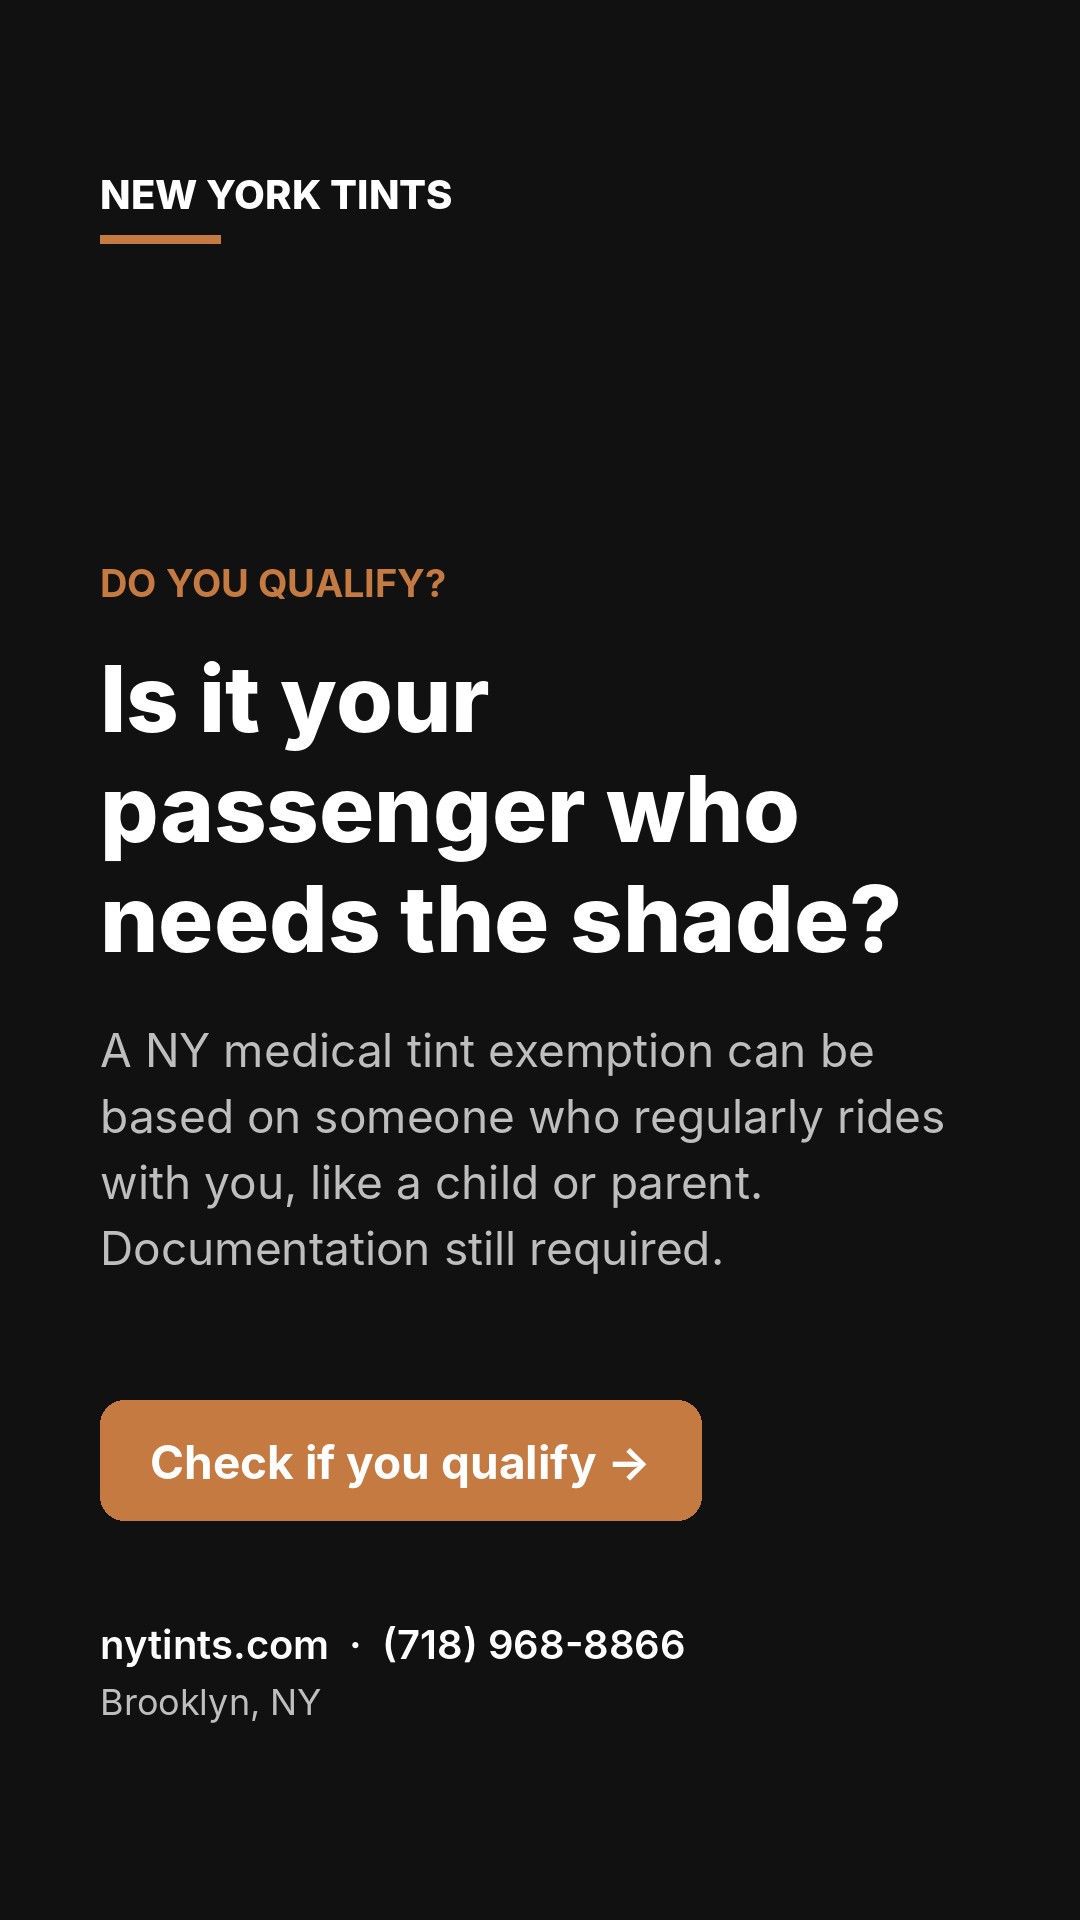 NEW YORK TINTS
DO YOU QUALIFY?
Is it your
passenger who
needs the shade?
A NY medical tint exemption can be
based on someone who regularly rides
with you, like a child or parent.
Documentation still required.
Check if you qualify →
nytints.com · (718) 968-8866
Brooklyn, NY